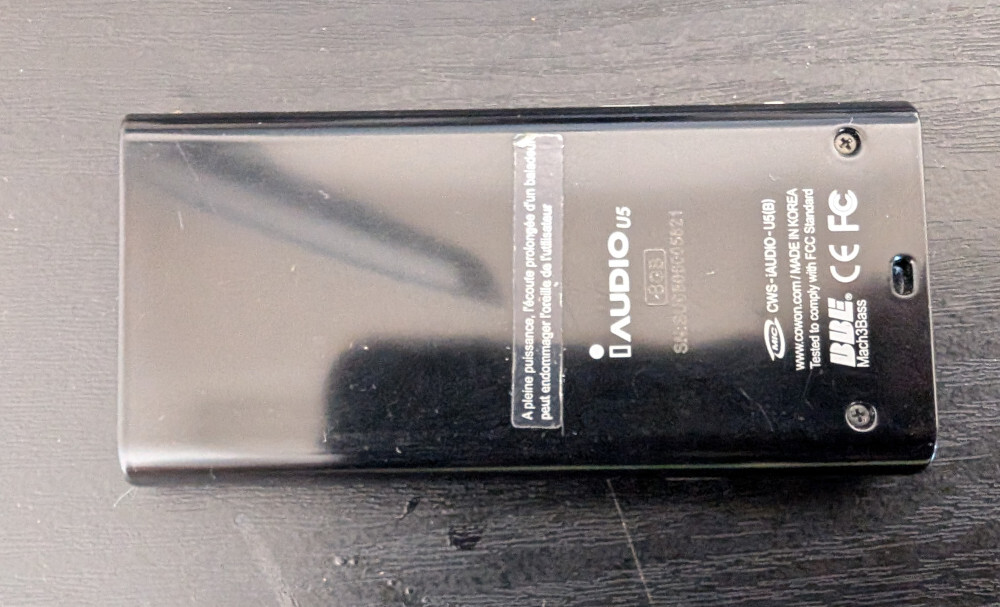 A pleine puissance, l'écoute prolongée d'un baladeur
peut endommager l'oreille de l'utilisateur
iAUDIO U5
8GB
MIC CWS-iAUDIO-U5(B)
www.cowon.com / MADE IN KOREA
Tested to comply with FCC Standard
BBE® CE FC
Mach3Bass